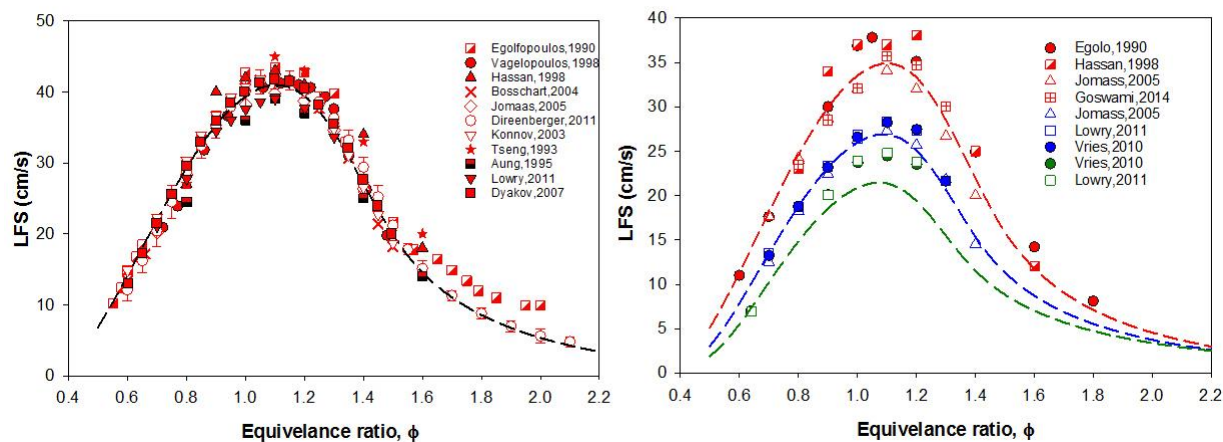 LFS (cm/s)
50
40
30
20
10
0
0.4 0.6 0.8 1.0 1.2 1.4 1.6 1.8 2.0 2.2
Equivelance ratio, ϕ
Egolfopoulos,1990
Vagelopoulos,1998
Hassan,1998
Bosschart,2004
Jomaas,2005
Direenberger,2011
Konnov,2003
Tseng,1993
Aung,1995
Lowry,2011
Dyakov,2007
LFS (cm/s)
40
35
30
25
20
15
10
5
0
0.4 0.6 0.8 1.0 1.2 1.4 1.6 1.8 2.0 2.2
Equivelance ratio, ϕ
Egolo,1990
Hassan,1998
Jomass,2005
Goswami,2014
Jomass,2005
Lowry,2011
Vries,2010
Vries,2010
Lowry,2011